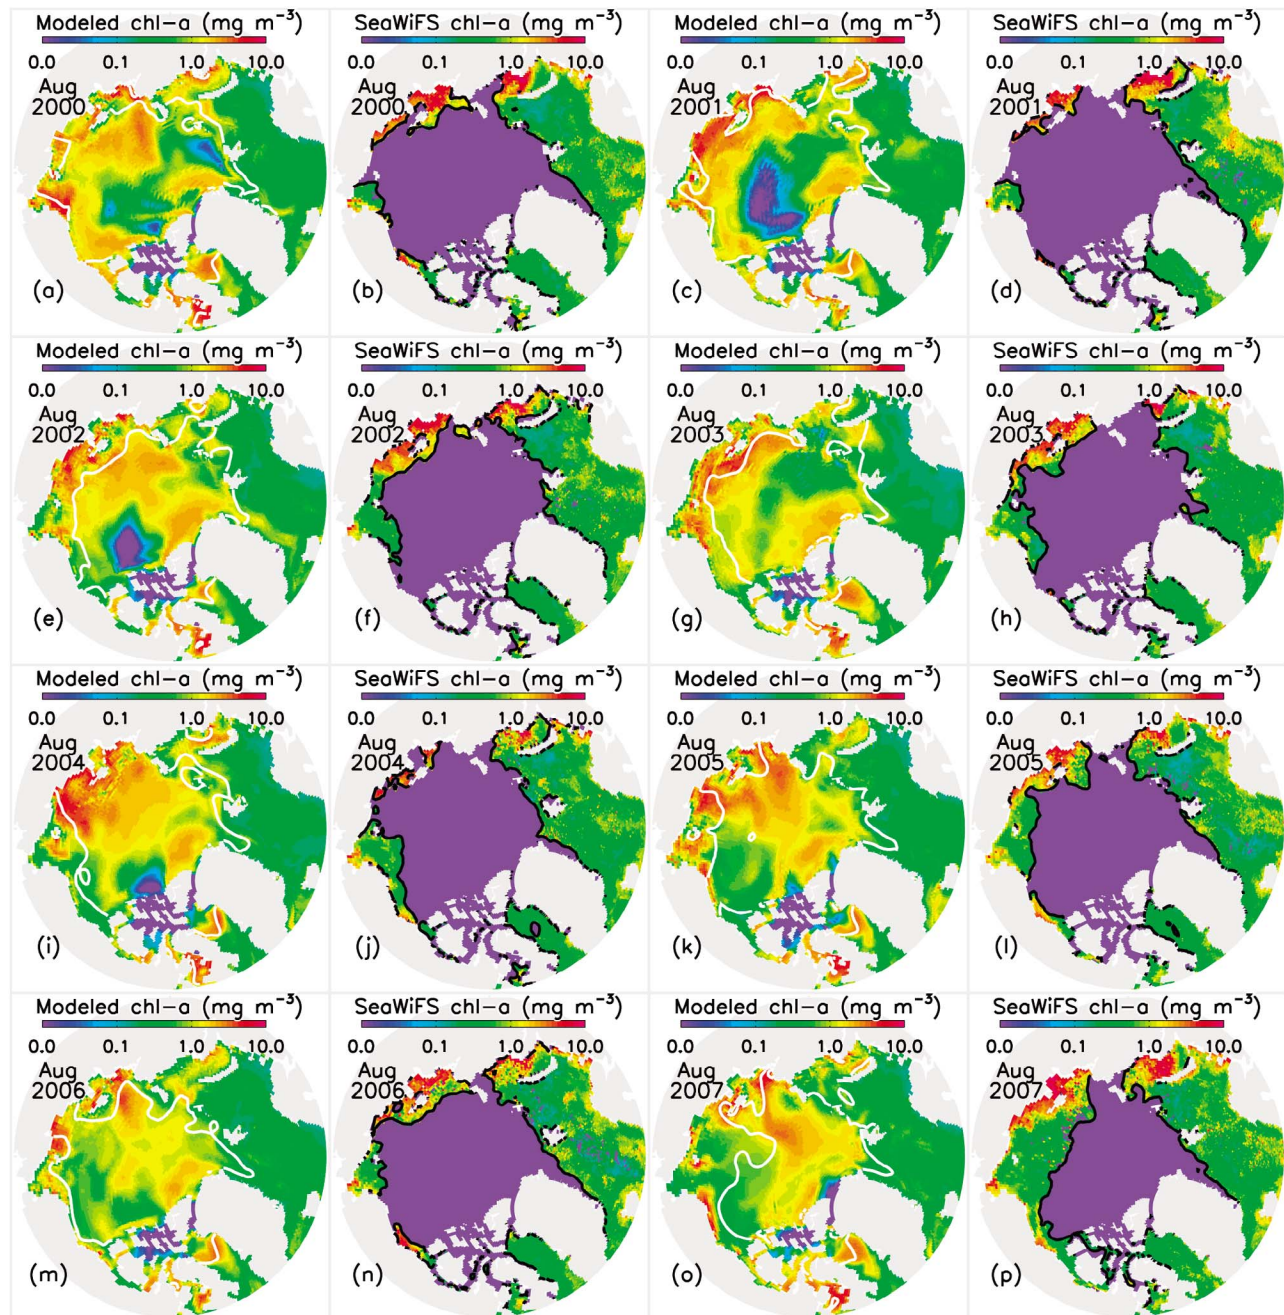 Modeled chl-a (mg m⁻³)
0.0 0.1 1.0 10.0
Aug
2000
(a)
SeaWiFS chl-a (mg m⁻³)
0.0 0.1 1.0 10.0
Aug
2000
(b)
Modeled chl-a (mg m⁻³)
0.0 0.1 1.0 10.0
Aug
2001
(c)
SeaWiFS chl-a (mg m⁻³)
0.0 0.1 1.0 10.0
Aug
2001
(d)
Modeled chl-a (mg m⁻³)
0.0 0.1 1.0 10.0
Aug
2002
(e)
SeaWiFS chl-a (mg m⁻³)
0.0 0.1 1.0 10.0
Aug
2002
(f)
Modeled chl-a (mg m⁻³)
0.0 0.1 1.0 10.0
Aug
2003
(g)
SeaWiFS chl-a (mg m⁻³)
0.0 0.1 1.0 10.0
Aug
2003
(h)
Modeled chl-a (mg m⁻³)
0.0 0.1 1.0 10.0
Aug
2004
(i)
SeaWiFS chl-a (mg m⁻³)
0.0 0.1 1.0 10.0
Aug
2004
(j)
Modeled chl-a (mg m⁻³)
0.0 0.1 1.0 10.0
Aug
2005
(k)
SeaWiFS chl-a (mg m⁻³)
0.0 0.1 1.0 10.0
Aug
2005
(l)
Modeled chl-a (mg m⁻³)
0.0 0.1 1.0 10.0
Aug
2006
(m)
SeaWiFS chl-a (mg m⁻³)
0.0 0.1 1.0 10.0
Aug
2006
(n)
Modeled chl-a (mg m⁻³)
0.0 0.1 1.0 10.0
Aug
2007
(o)
SeaWiFS chl-a (mg m⁻³)
0.0 0.1 1.0 10.0
Aug
2007
(p)